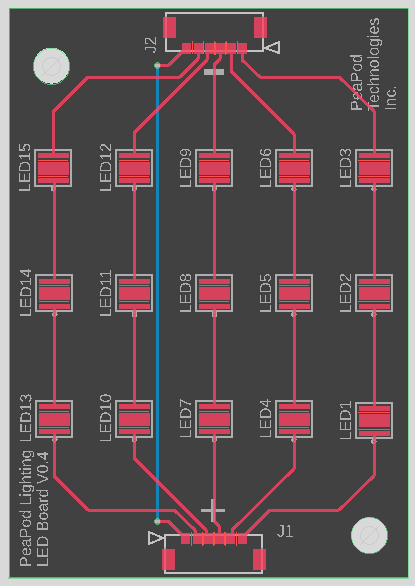 J2
PeaPod
Technologies
Inc.
LED15
LED12
LED9
LED6
LED3
LED14
LED11
LED8
LED5
LED2
LED13
LED10
LED7
LED4
LED1
PeaPod Lighting
LED Board V0.4
J1